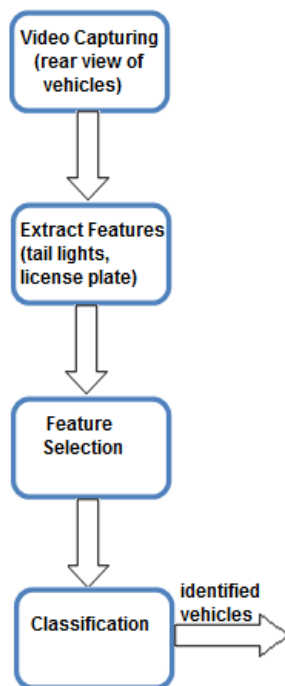 Video Capturing
(rear view of
vehicles)
Extract Features
(tail lights,
license plate)
Feature
Selection
Classification
identified
vehicles